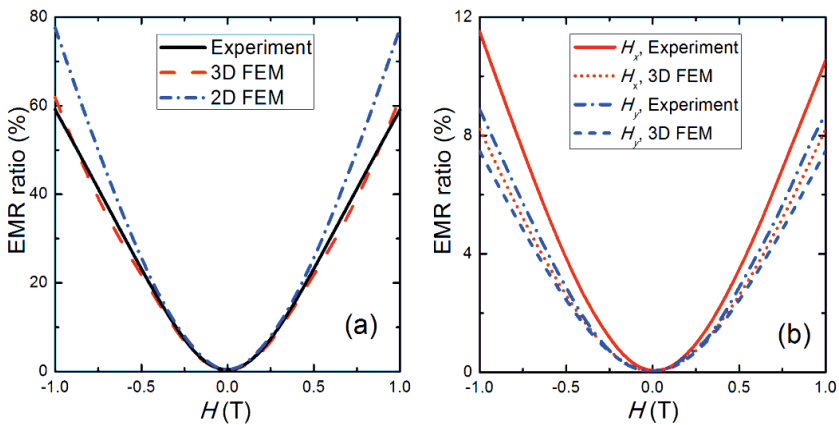 80
60
40
20
0
EMR ratio (%)
Experiment
3D FEM
2D FEM
(a)
-1.0 -0.5 0.0 0.5 1.0
H (T)
12
8
4
0
EMR ratio (%)
Hx, Experiment
Hx, 3D FEM
Hy, Experiment
Hy, 3D FEM
(b)
-1.0 -0.5 0.0 0.5 1.0
H (T)